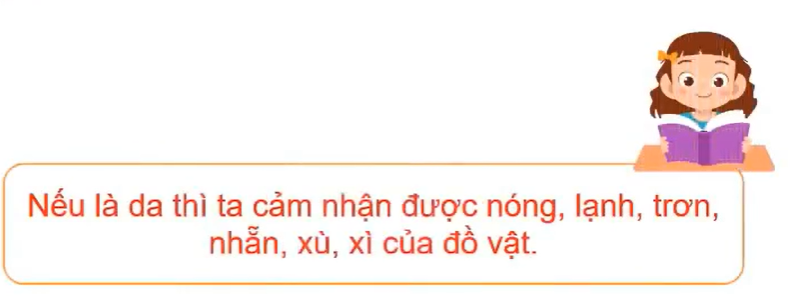 Nếu là da thì ta cảm nhận được nóng, lạnh, trơn,
nhẵn, xù, xì của đồ vật.